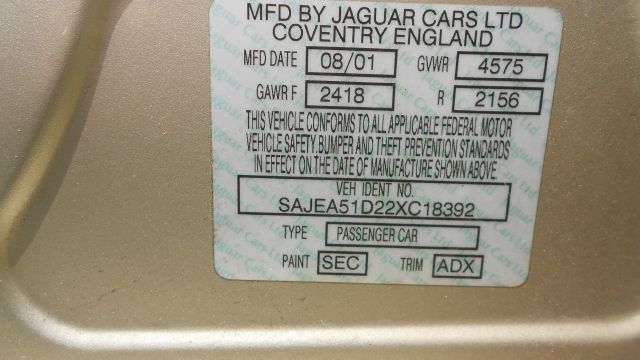 MFD BY JAGUAR CARS LTD
COVENTRY ENGLAND
MFD DATE 08/01 GVWR 4575
GAWR F 2418 R 2156
THIS VEHICLE CONFORMS TO ALL APPLICABLE FEDERAL MOTOR
VEHICLE SAFETY, BUMPER AND THEFT PREVENTION STANDARDS
IN EFFECT ON THE DATE OF MANUFACTURE SHOWN ABOVE.
VEH IDENT NO.
SAJEA51D22XC18392
TYPE PASSENGER CAR
PAINT SEC TRIM ADX